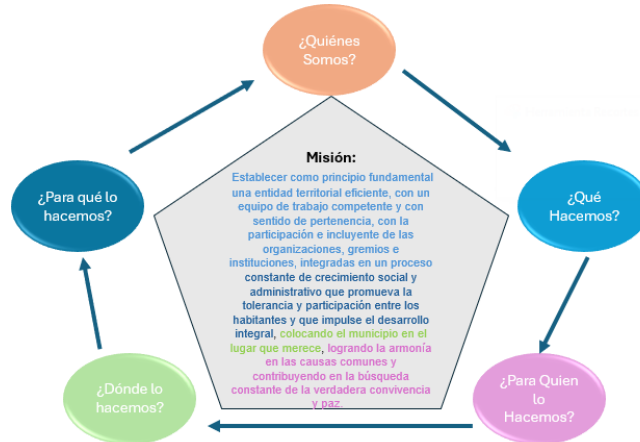 ¿Quiénes
Somos?
¿Para qué lo
hacemos?
¿Qué
Hacemos?
Misión:
Establecer como principio fundamental
una entidad territorial eficiente, con un
equipo de trabajo competente y con
sentido de pertenencia, con la
participación e incluyente de las
organizaciones, gremios e
instituciones, integradas en un proceso
constante de crecimiento social y
administrativo que promueva la
tolerancia y participación entre los
habitantes y que impulse el desarrollo
integral, colocando el municipio en el
lugar que merece, logrando la armonía
en las causas comunes y
contribuyendo en la búsqueda
constante de la verdadera convivencia
y paz.
¿Dónde lo
hacemos?
¿Para Quien
lo
Hacemos?